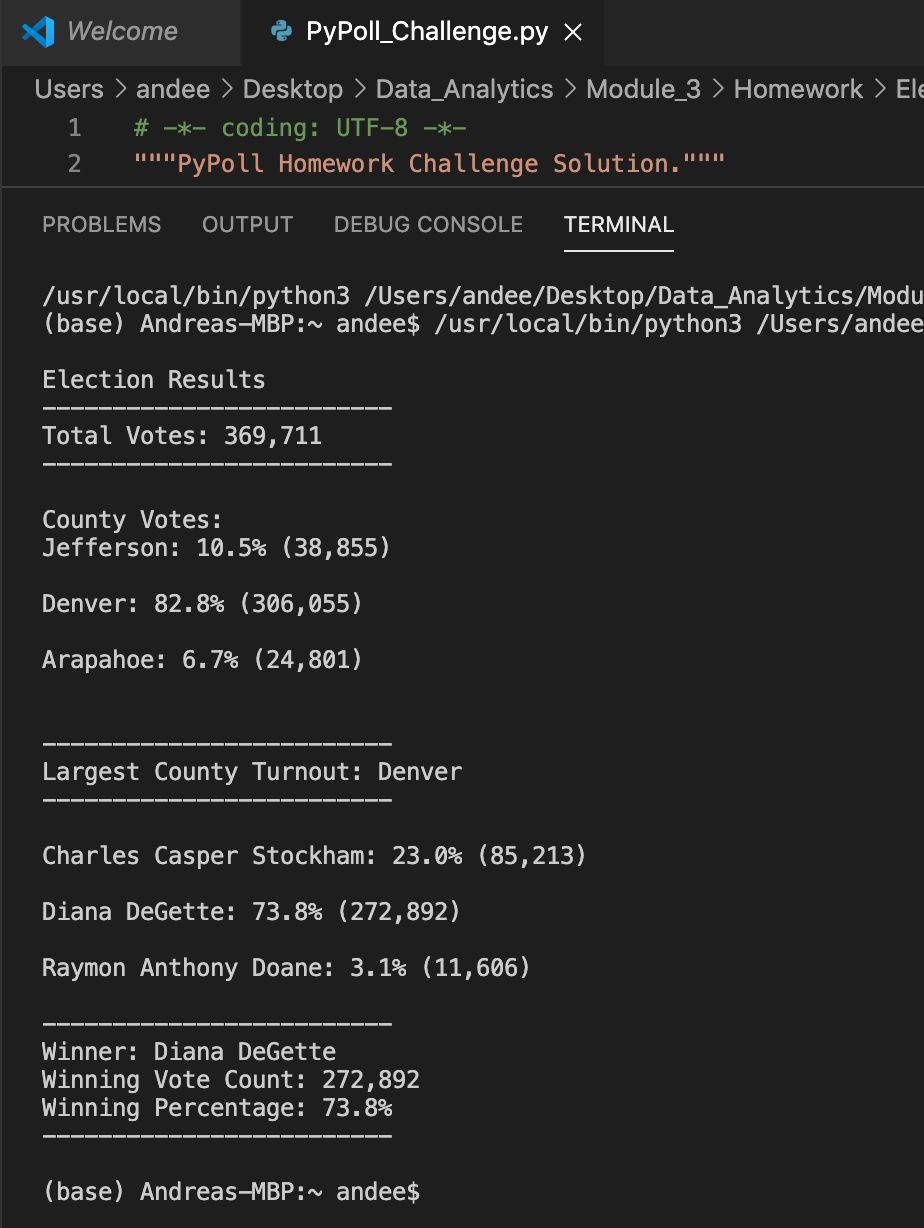 Welcome
PyPoll_Challenge.py
Users > andee > Desktop > Data_Analytics > Module_3 > Homework > Ele
1 # -*- coding: UTF-8 -*-
2 """PyPoll Homework Challenge Solution."""
PROBLEMS OUTPUT DEBUG CONSOLE TERMINAL
/usr/local/bin/python3 /Users/andee/Desktop/Data_Analytics/Modu
(base) Andreas-MBP:~ andee$ /usr/local/bin/python3 /Users/andee
Election Results
-------------------------
Total Votes: 369,711
-------------------------
County Votes:
Jefferson: 10.5% (38,855)
Denver: 82.8% (306,055)
Arapahoe: 6.7% (24,801)
-------------------------
Largest County Turnout: Denver
-------------------------
Charles Casper Stockham: 23.0% (85,213)
Diana DeGette: 73.8% (272,892)
Raymon Anthony Doane: 3.1% (11,606)
-------------------------
Winner: Diana DeGette
Winning Vote Count: 272,892
Winning Percentage: 73.8%
-------------------------
(base) Andreas-MBP:~ andee$